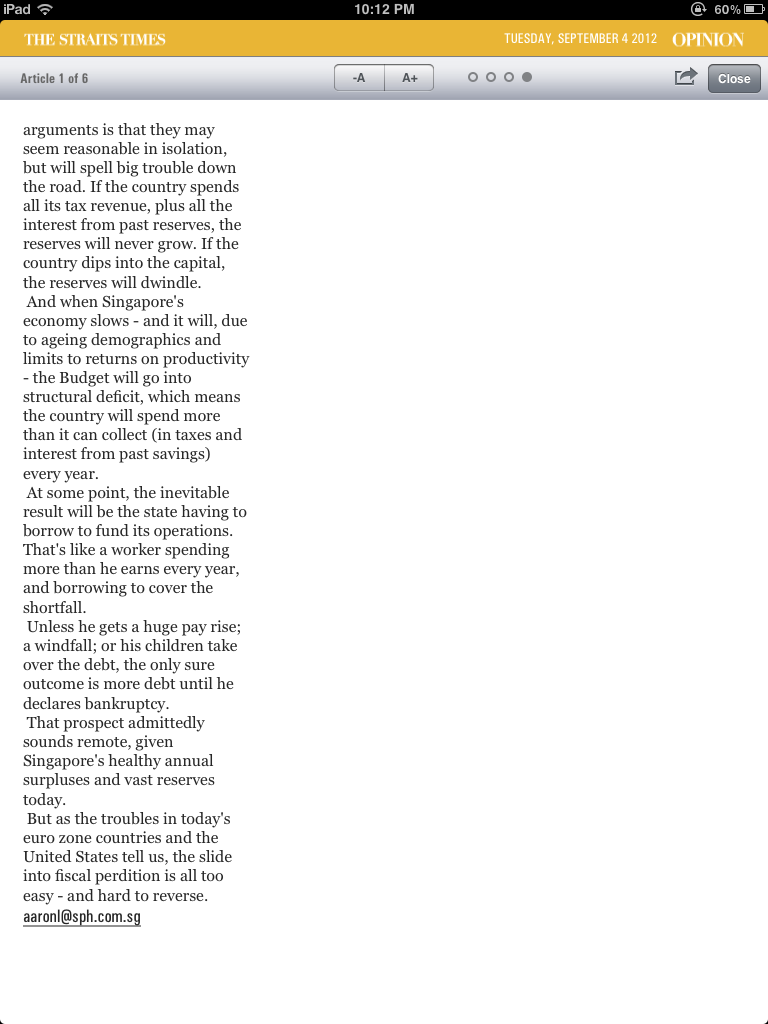 iPad
10:12 PM
60%
THE STRAITS TIMES
TUESDAY, SEPTEMBER 4 2012
OPINION
Article 1 of 6
-A
A+
Close
arguments is that they may
seem reasonable in isolation,
but will spell big trouble down
the road. If the country spends
all its tax revenue, plus all the
interest from past reserves, the
reserves will never grow. If the
country dips into the capital,
the reserves will dwindle.
And when Singapore's
economy slows - and it will, due
to ageing demographics and
limits to returns on productivity
- the Budget will go into
structural deficit, which means
the country will spend more
than it can collect (in taxes and
interest from past savings)
every year.
At some point, the inevitable
result will be the state having to
borrow to fund its operations.
That's like a worker spending
more than he earns every year,
and borrowing to cover the
shortfall.
Unless he gets a huge pay rise;
a windfall; or his children take
over the debt, the only sure
outcome is more debt until he
declares bankruptcy.
That prospect admittedly
sounds remote, given
Singapore's healthy annual
surpluses and vast reserves
today.
But as the troubles in today's
euro zone countries and the
United States tell us, the slide
into fiscal perdition is all too
easy - and hard to reverse.
aaronl@sph.com.sg